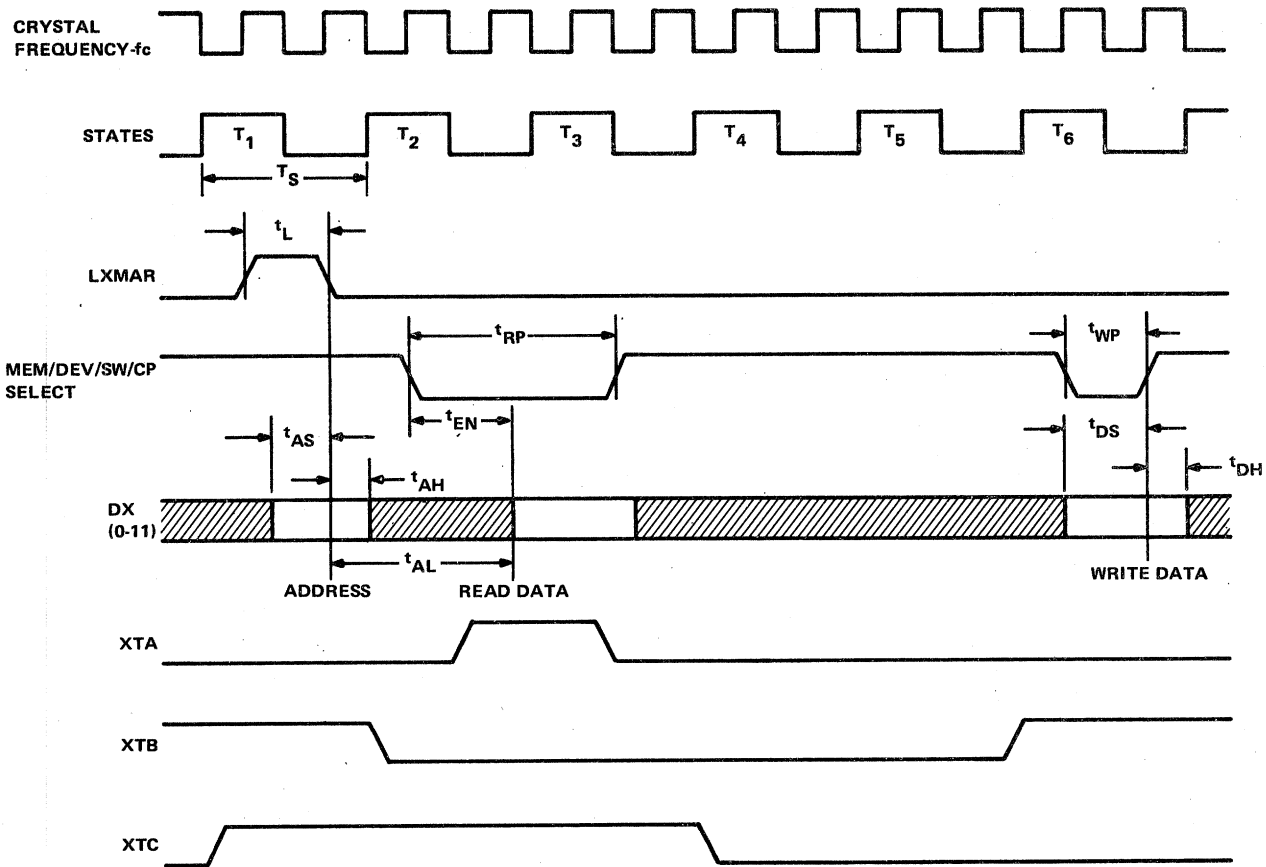 CRYSTAL
FREQUENCY-fc
STATES
T1
T2
T3
T4
T5
T6
TS
tL
LXMAR
tRP
tWP
MEM/DEV/SW/CP
SELECT
tEN
tAS
tDS
tAH
tDH
DX
(0-11)
tAL
ADDRESS
READ DATA
WRITE DATA
XTA
XTB
XTC